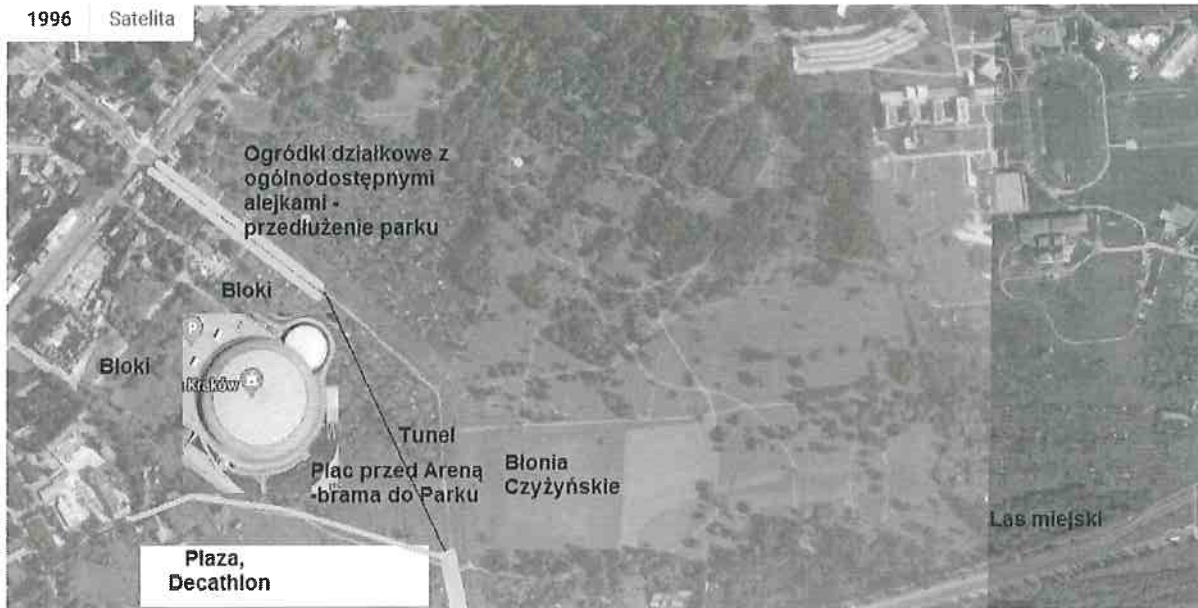 1996 Satelita
Ogródki działkowe z
ogólnodostępnymi
alejkami -
przedłużenie parku
Bloki
P
Bloki
Kraków
Tunel
Plac przed Areną
-brama do Parku
Błonia
Czyżyńskie
Las miejski
Plaza,
Decathlon